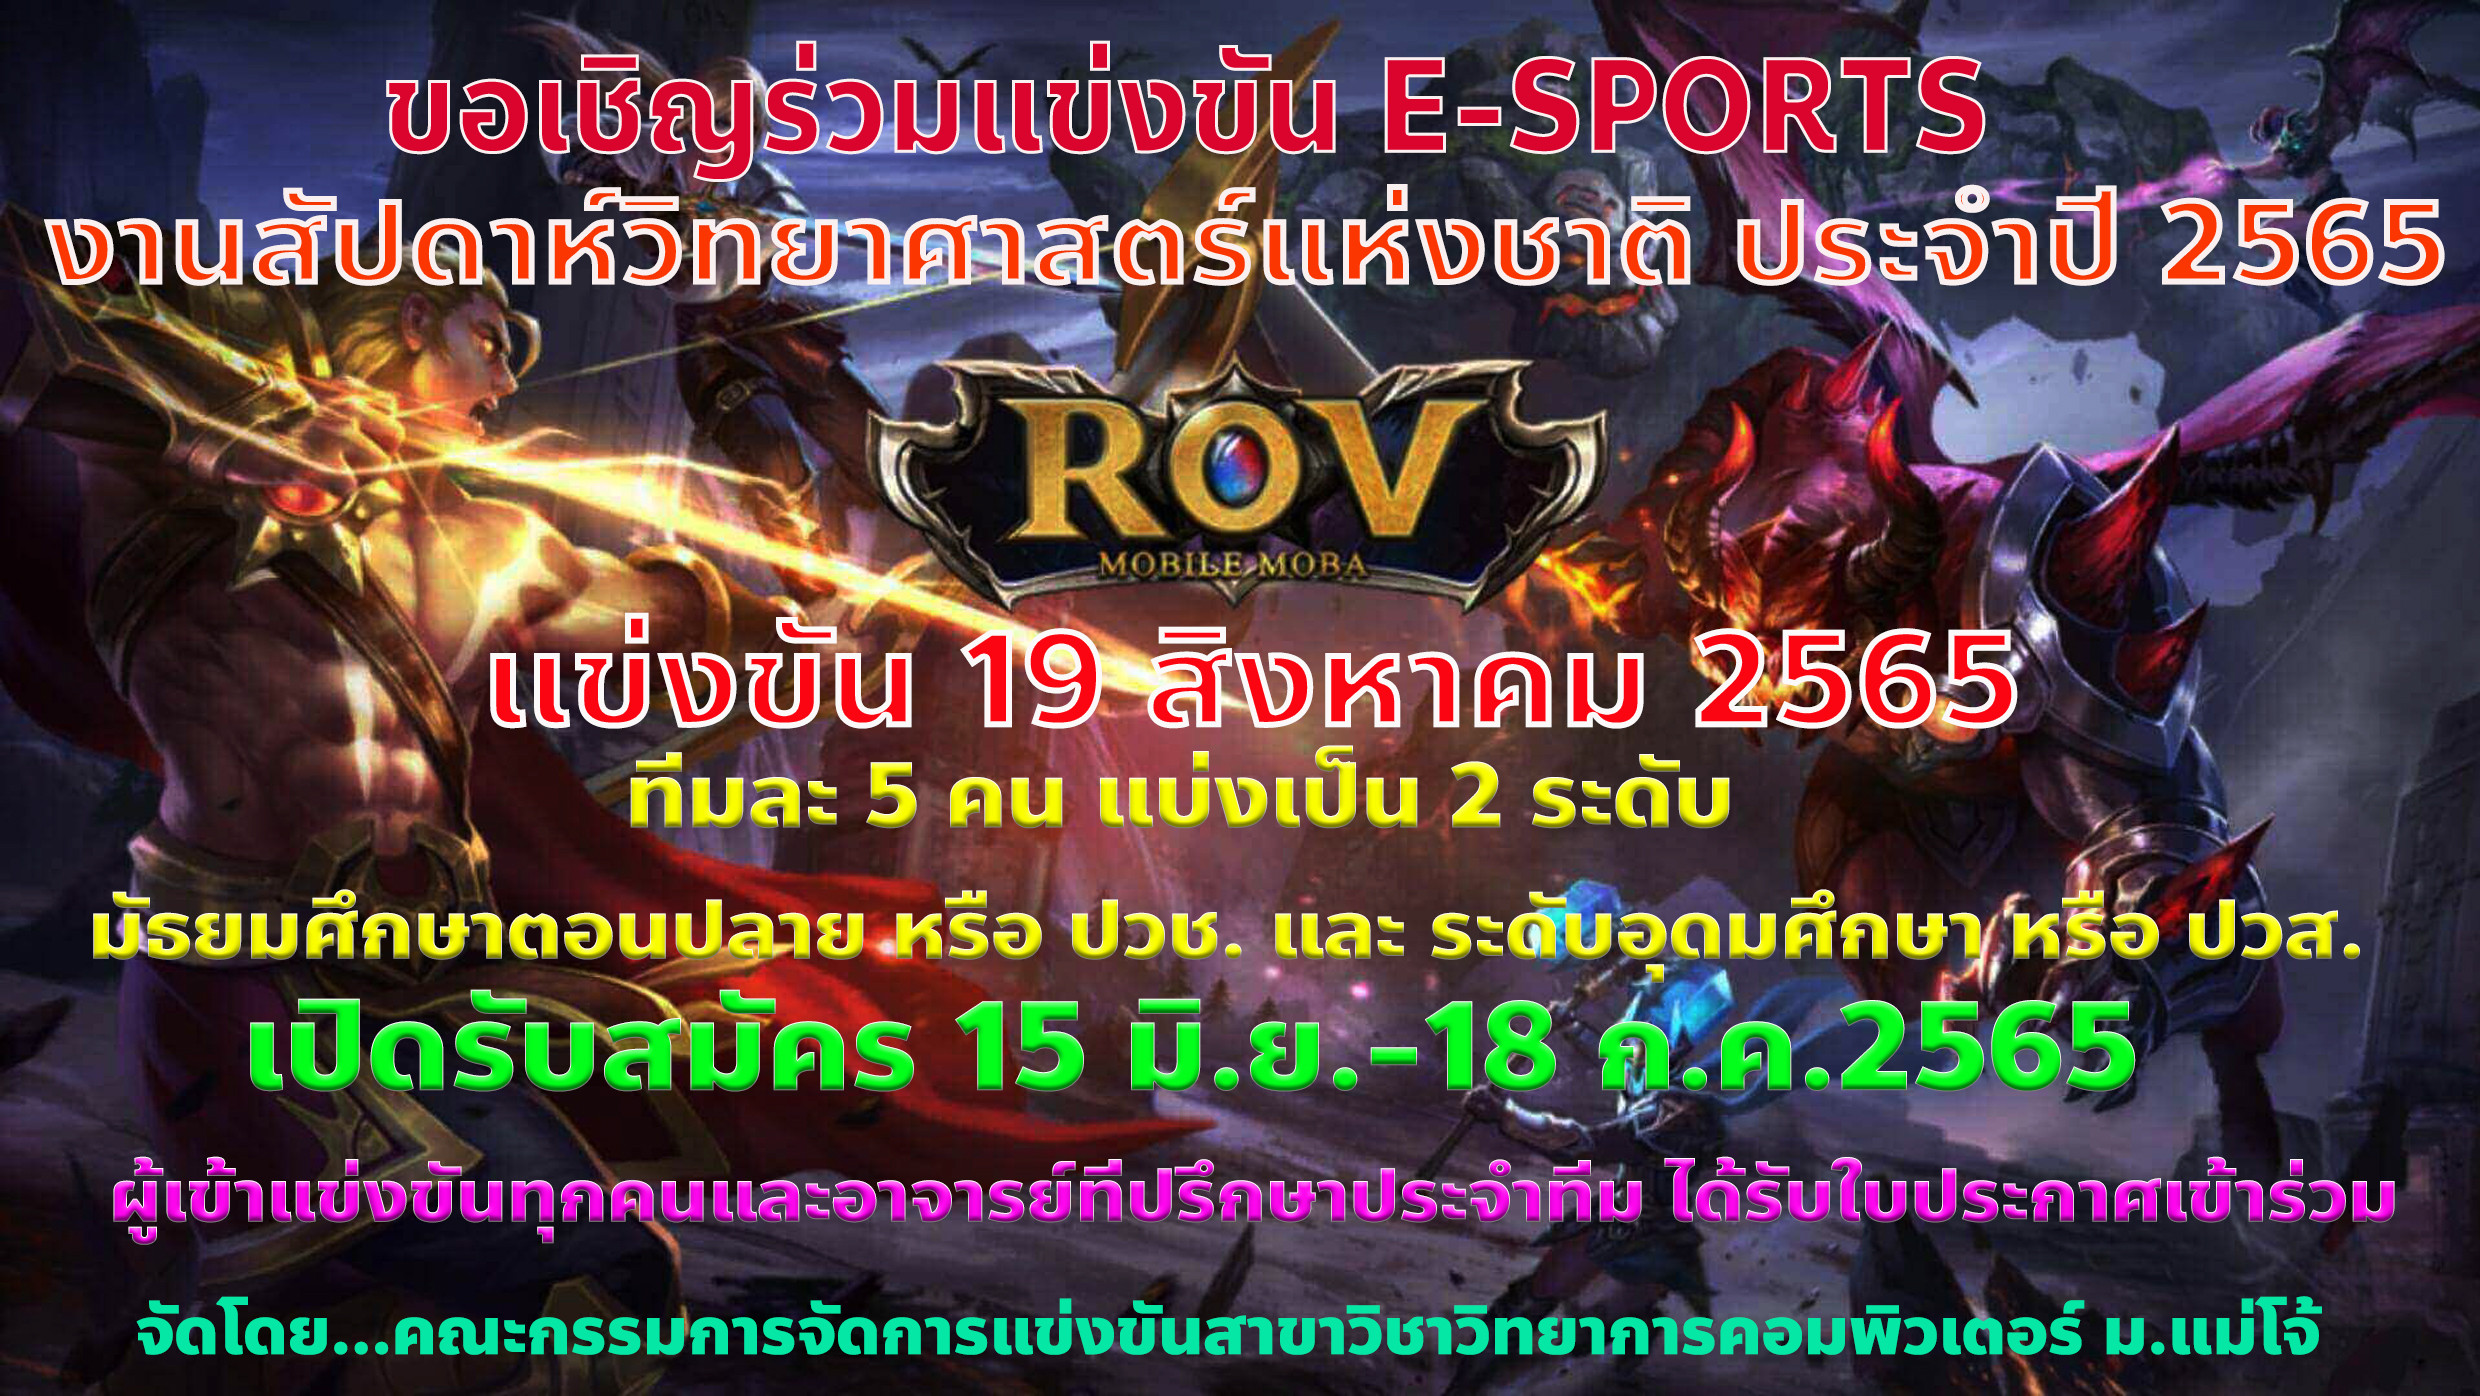 ขอเชิญร่วมแข่งขัน E-SPORTS
งานสัปดาห์วิทยาศาสตร์แห่งชาติ ประจำปี 2565
ROV
MOBILE MOBA
แข่งขัน 19 สิงหาคม 2565
ทีมละ 5 คน แบ่งเป็น 2 ระดับ
มัธยมศึกษาตอนปลาย หรือ ปวช. และ ระดับอุดมศึกษา หรือ ปวส.
เปิดรับสมัคร 15 มิ.ย.-18 ก.ค.2565
ผู้เข้าแข่งขันทุกคนและอาจารย์ที่ปรึกษาประจำทีม ได้รับใบประกาศเข้าร่วม
จัดโดย...คณะกรรมการจัดการแข่งขันสาขาวิชาวิทยาการคอมพิวเตอร์ ม.แม่โจ้